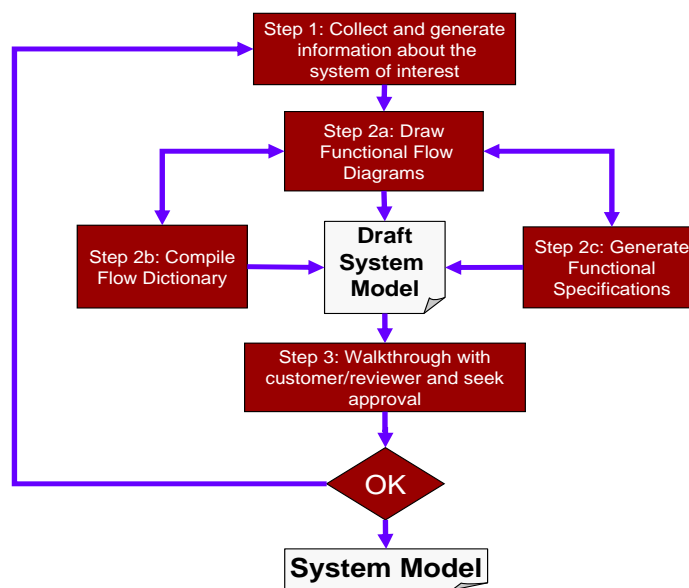 Step 1: Collect and generate
information about the
system of interest
Step 2a: Draw
Functional Flow
Diagrams
Step 2b: Compile
Flow Dictionary
Draft
System
Model
Step 2c: Generate
Functional
Specifications
Step 3: Walkthrough with
customer/reviewer and seek
approval
OK
System Model